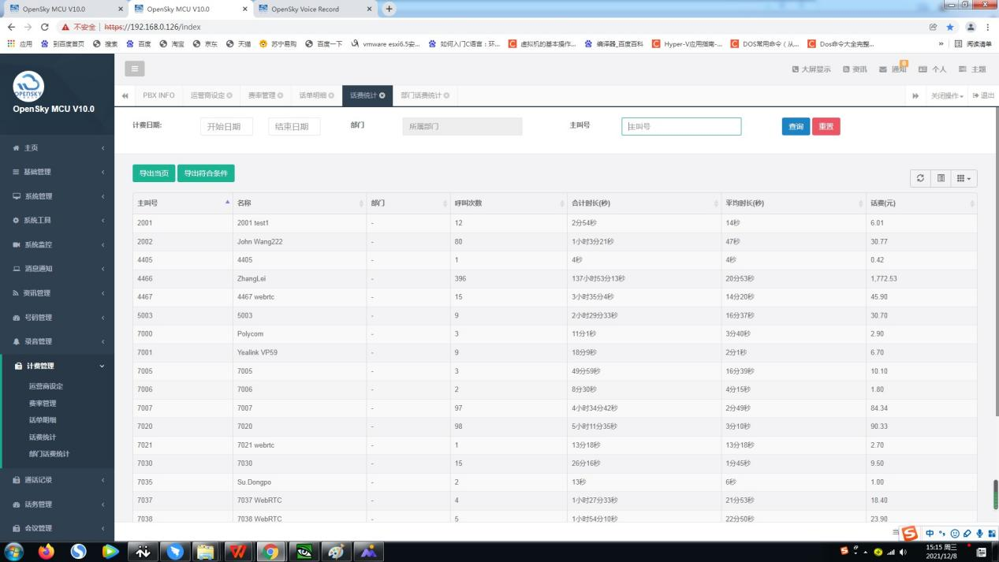 OpenSky MCU V10.0
OpenSky MCU V10.0
OpenSky Voice Record
不安全 https://192.168.0.126/index
应用 到百度首页 搜索 百度 淘宝 京东 天猫 苏宁易购 百度一下 vmware esxi6.5安... 如何入门C语言：环... 虚拟机的基本操作... 编译器_百度百科 Hyper-V应用指南-... DOS常用命令（从... Dos命令大全完整... » 阅读清单
OPENSKY
OpenSky MCU V10.0
大屏显示 资讯 通知 0 个人 主题
PBX INFO 运营商设定 费率管理 话单明细 话费统计 部门话费统计 关闭操作 退出
计费日期: 开始日期 结束日期 部门 所属部门 主叫号 主叫号 查询 重置
导出当页 导出符合条件
主页
基础管理
系统管理
系统工具
系统监控
消息通知
资讯管理
号码管理
录音管理
计费管理
运营商设定
费率管理
话单明细
话费统计
部门话费统计
通话记录
话务管理
会议管理
主叫号 名称 部门 呼叫次数 合计时长(秒) 平均时长(秒) 话费(元)
2001 2001 test1 - 12 2分54秒 14秒 6.01
2002 John Wang222 - 80 1小时3分21秒 47秒 30.77
4405 4405 - 1 4秒 4秒 0.42
4466 ZhangLei - 396 137小时53分13秒 20分53秒 1,772.53
4467 4467 webrtc - 15 3小时35分4秒 14分20秒 45.90
5003 5003 - 9 2小时29分33秒 16分37秒 30.70
7000 Polycom - 3 11分1秒 3分40秒 2.90
7001 Yealink VP59 - 9 18分9秒 2分1秒 6.70
7005 7005 - 3 49分59秒 16分39秒 10.10
7006 7006 - 2 8分30秒 4分15秒 1.80
7007 7007 - 97 4小时34分42秒 2分49秒 84.34
7020 7020 - 98 5小时11分35秒 3分10秒 90.33
7021 7021 webrtc - 1 13分18秒 13分18秒 2.70
7030 7030 - 15 26分16秒 1分45秒 9.50
7035 Su.Dongpo - 2 13秒 6秒 1.00
7037 7037 WebRTC - 4 1小时27分33秒 21分53秒 18.40
7038 7038 WebRTC - 5 1小时54分10秒 22分50秒 23.90
中
15:15 周三
2021/12/8